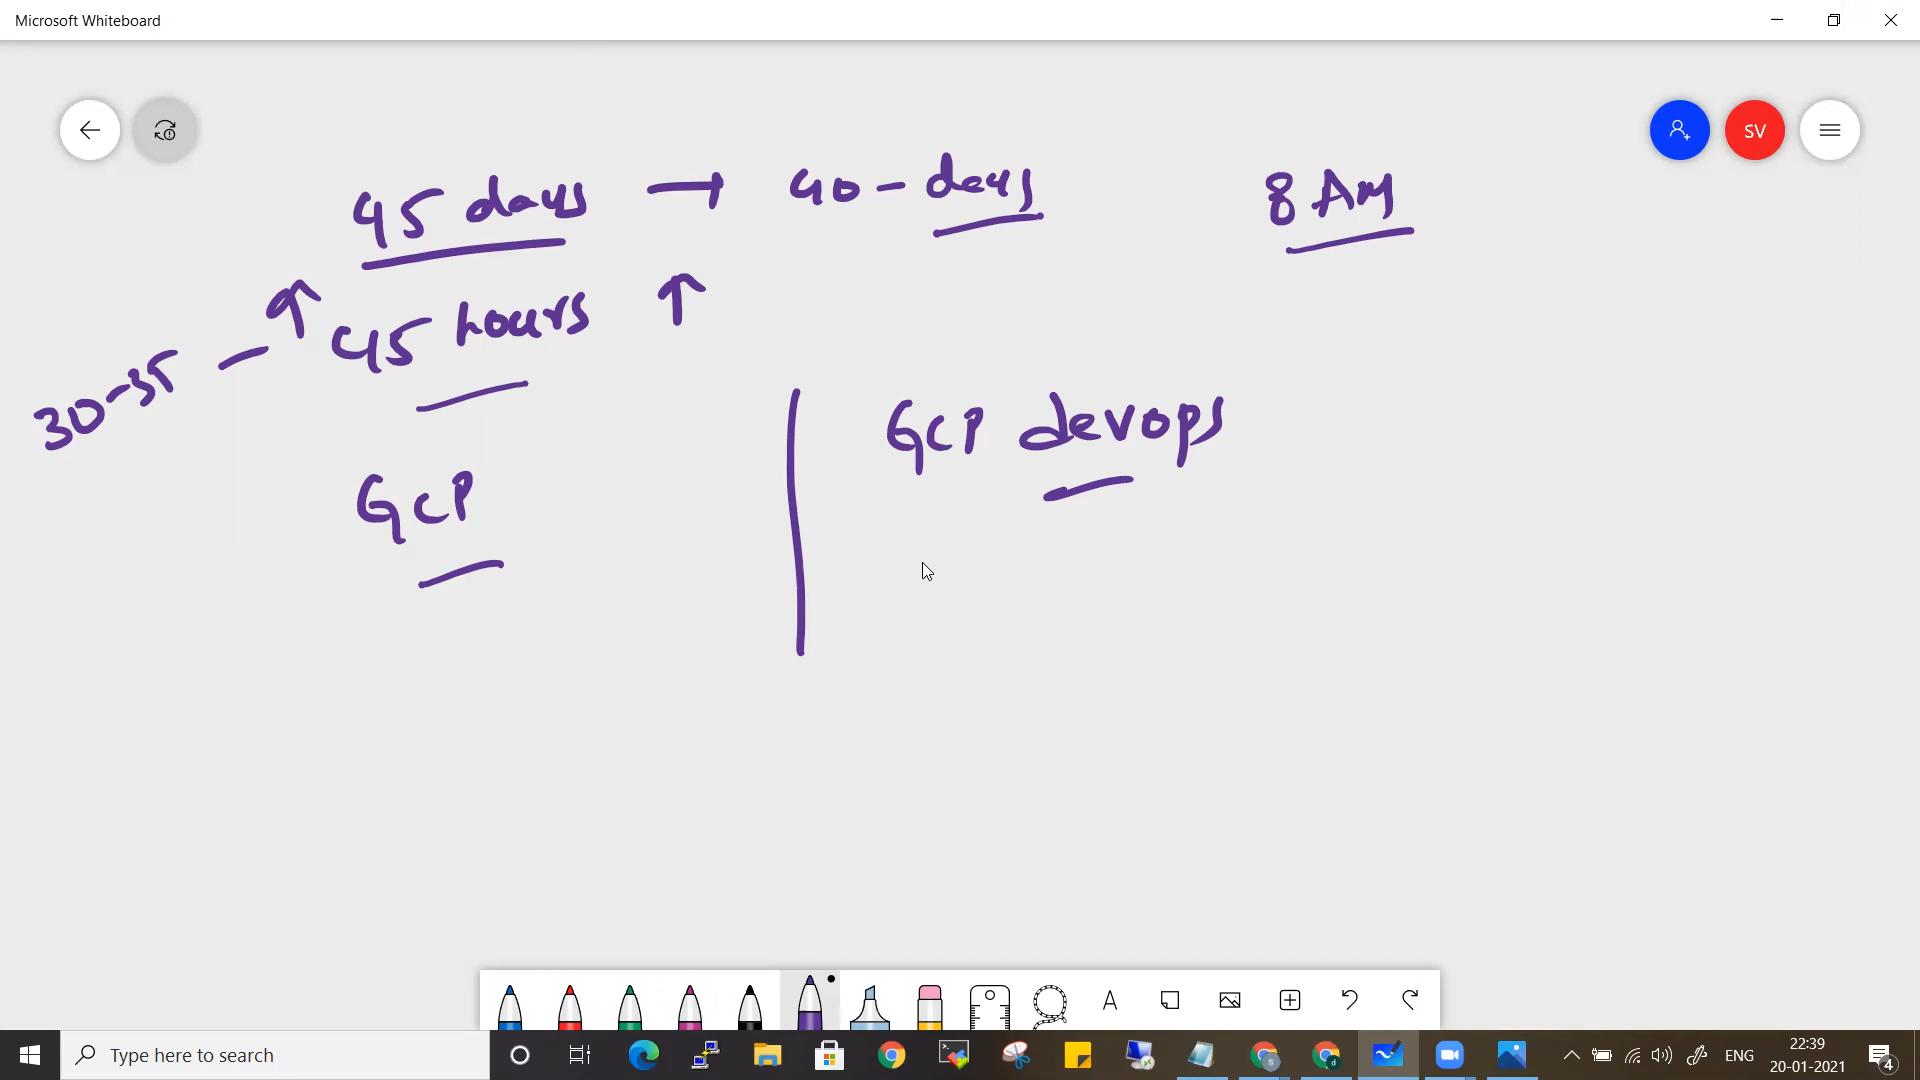 Microsoft Whiteboard
SV
45 days → 40 - days
8 AM
30-35 - ↑ 45 hours ↑
GCP devops
GCP
Type here to search
ENG
22:39
20-01-2021
4